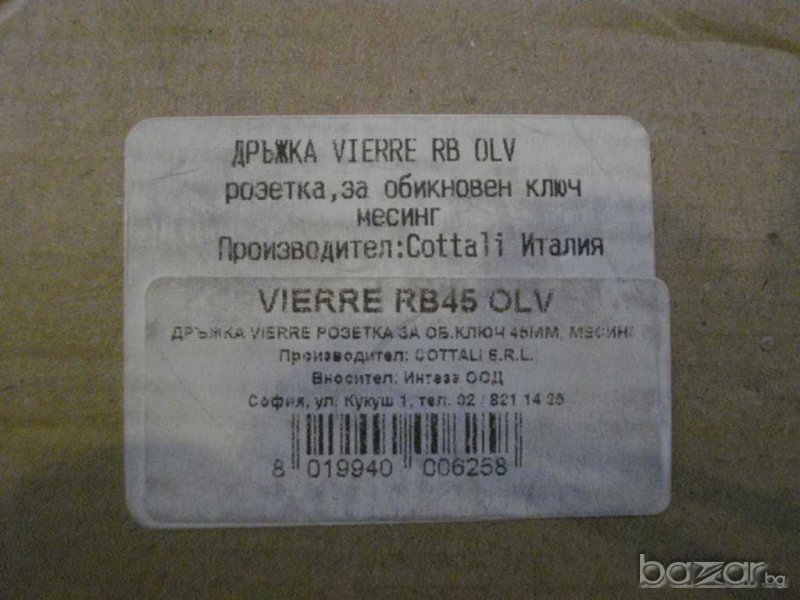 ДРЪЖКА VIERRE RB OLV
розетка,за обикновен ключ
месинг
Производител:Cottali Италия
VIERRE RB45 OLV
ДРЪЖКА VIERRE РОЗЕТКА ЗА ОБ.КЛЮЧ 45ММ, МЕСИНГ
Производител: COTTALI S.R.L.
Вносител: Интаза ООД
София, ул. Кукуш 1, тел. 02 / 821 14 25
8 019940 006258
bazar.bg